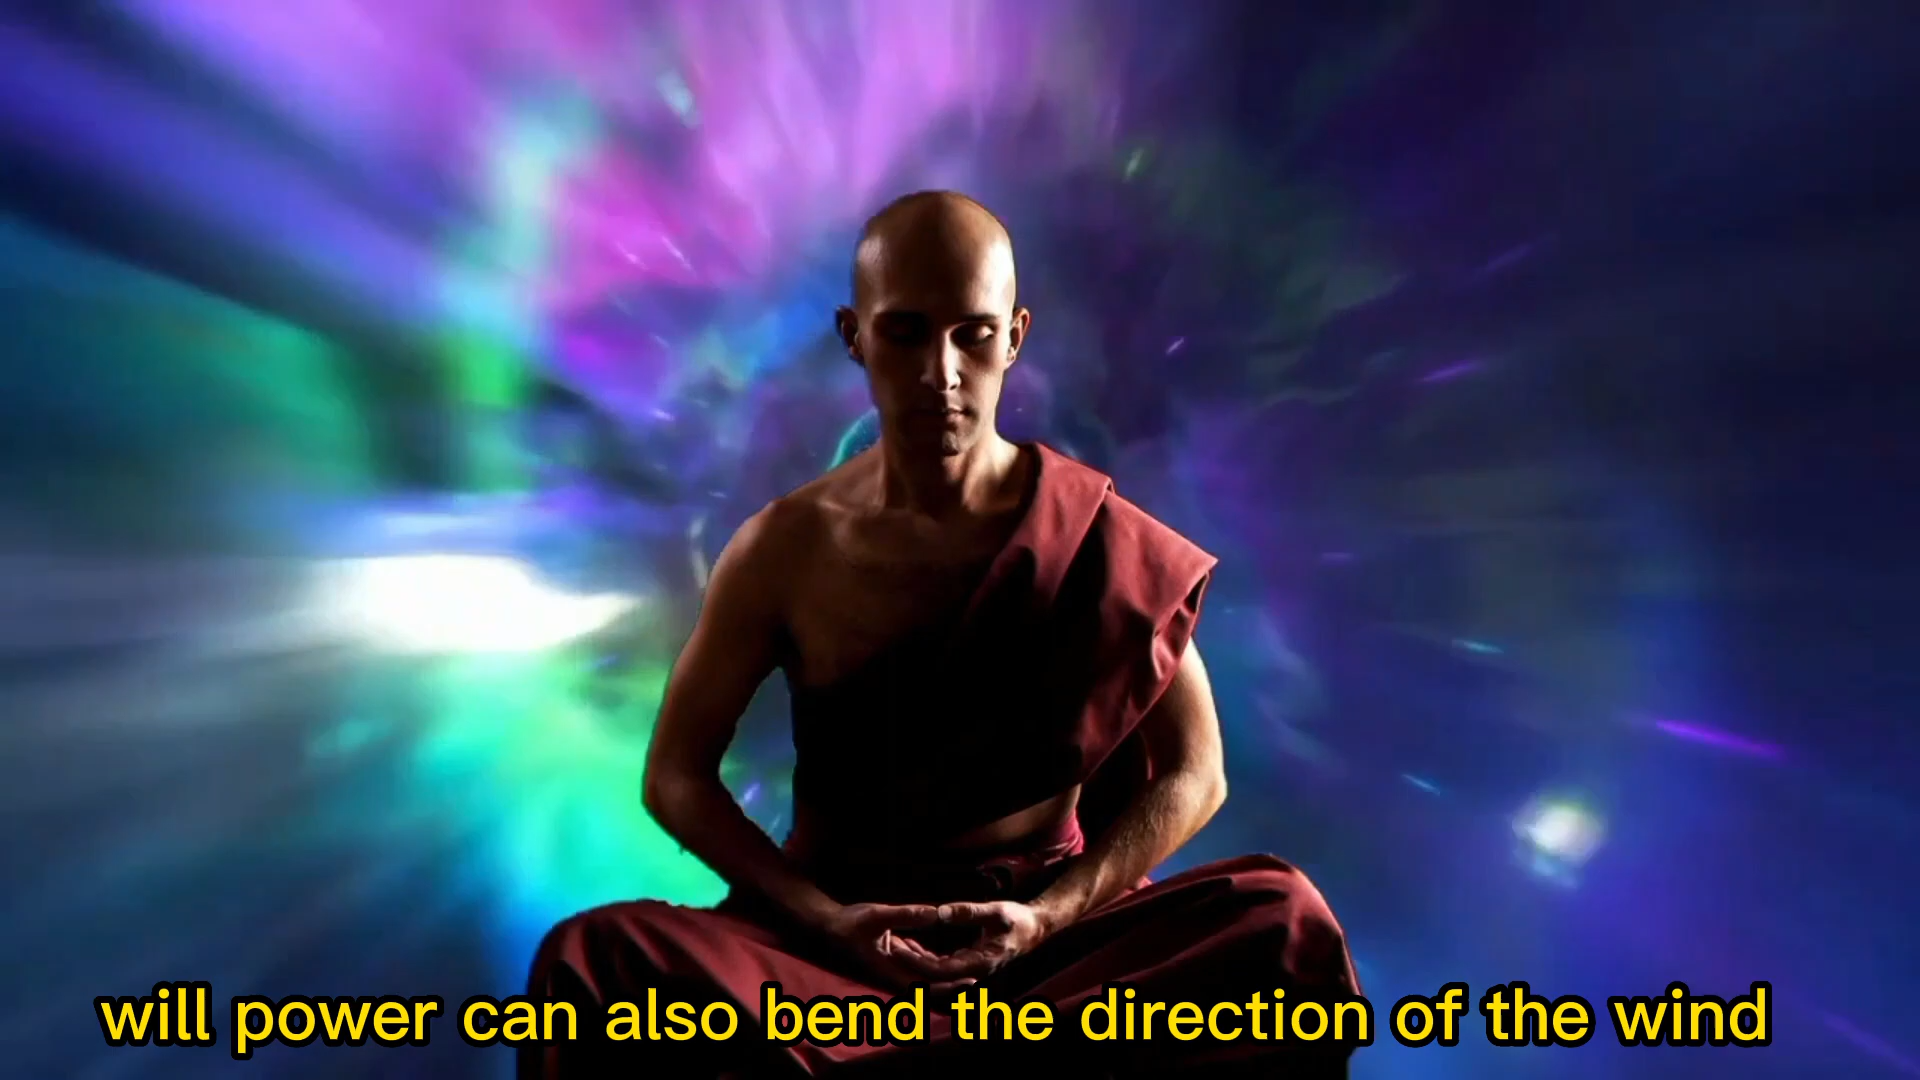 will power can also bend the direction of the wind